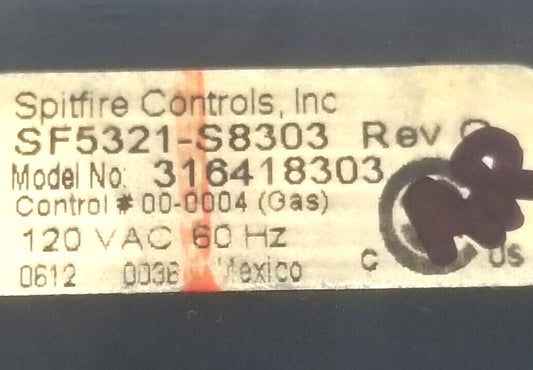 Spitfire Controls, Inc
SF5321-S8303 Rev
Model No: 316418303
Control # 00-0004 (Gas)
120 VAC 60 Hz
0612 0036 Mexico
C US